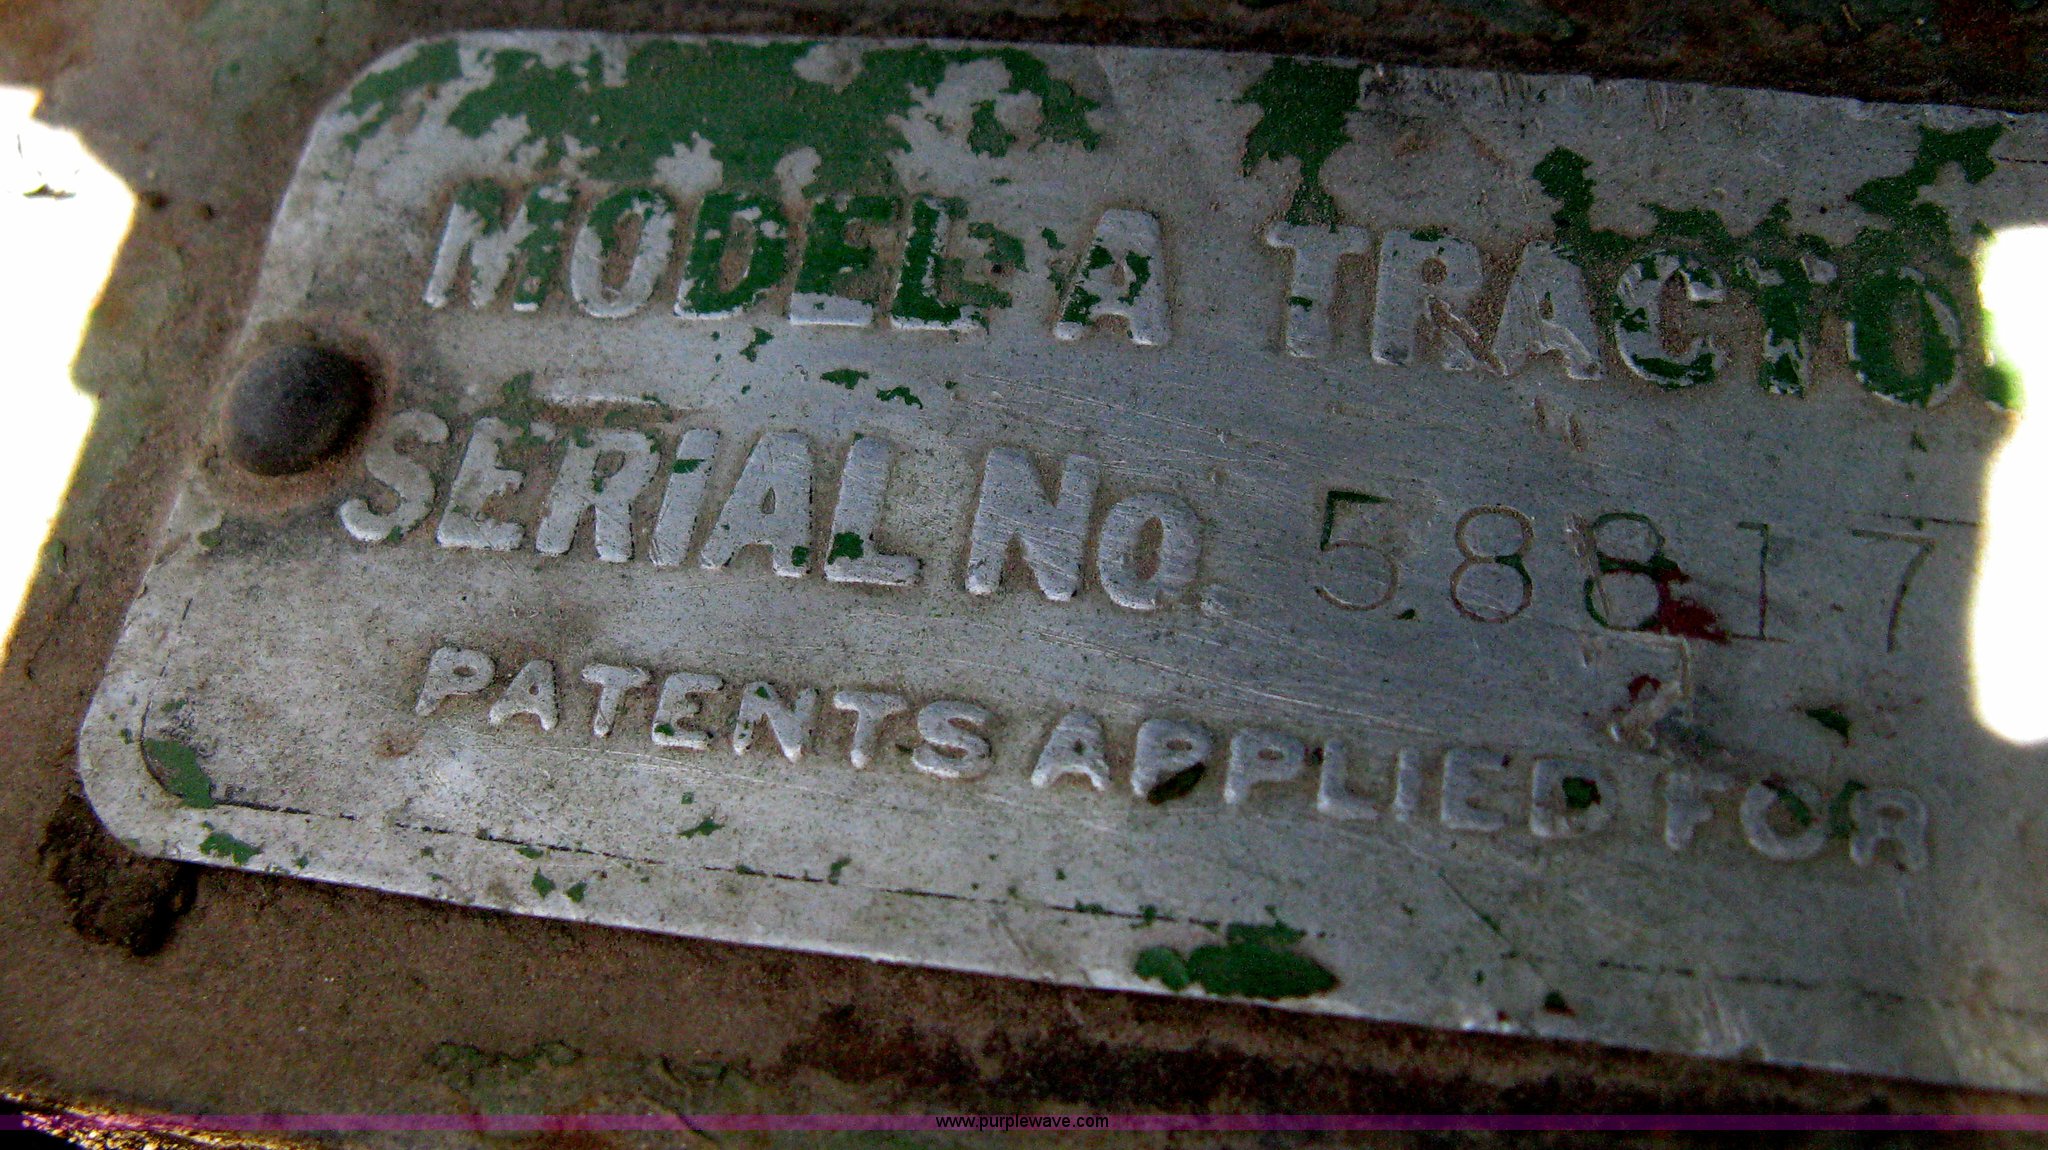 MODEL A TRACTO
SERIAL NO. 58817
PATENTS APPLIED FOR
www.purplewave.com